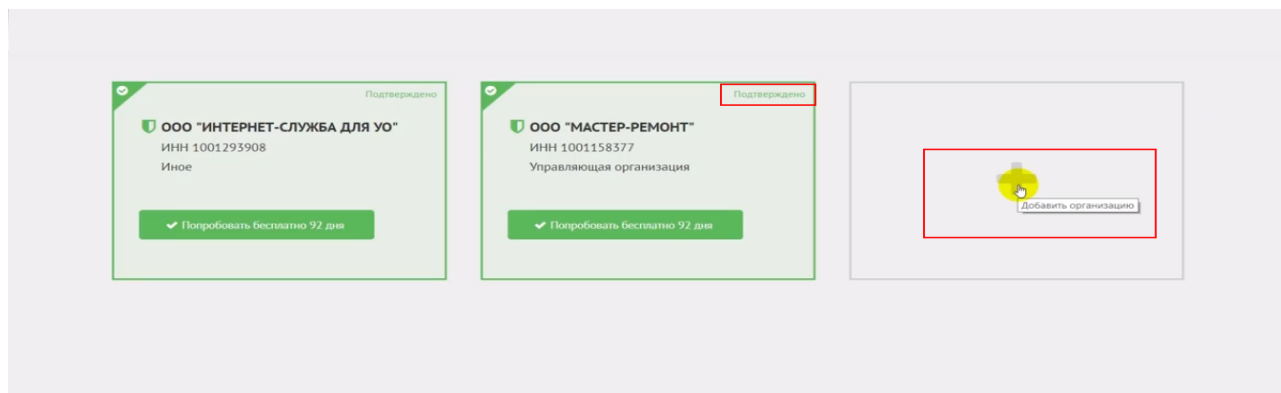 Подтверждено
ООО "ИНТЕРНЕТ-СЛУЖБА ДЛЯ УО"
ИНН 1001293908
Иное
Попробовать бесплатно 92 дня
Подтверждено
ООО "МАСТЕР-РЕМОНТ"
ИНН 1001158377
Управляющая организация
Попробовать бесплатно 92 дня
Добавить организацию